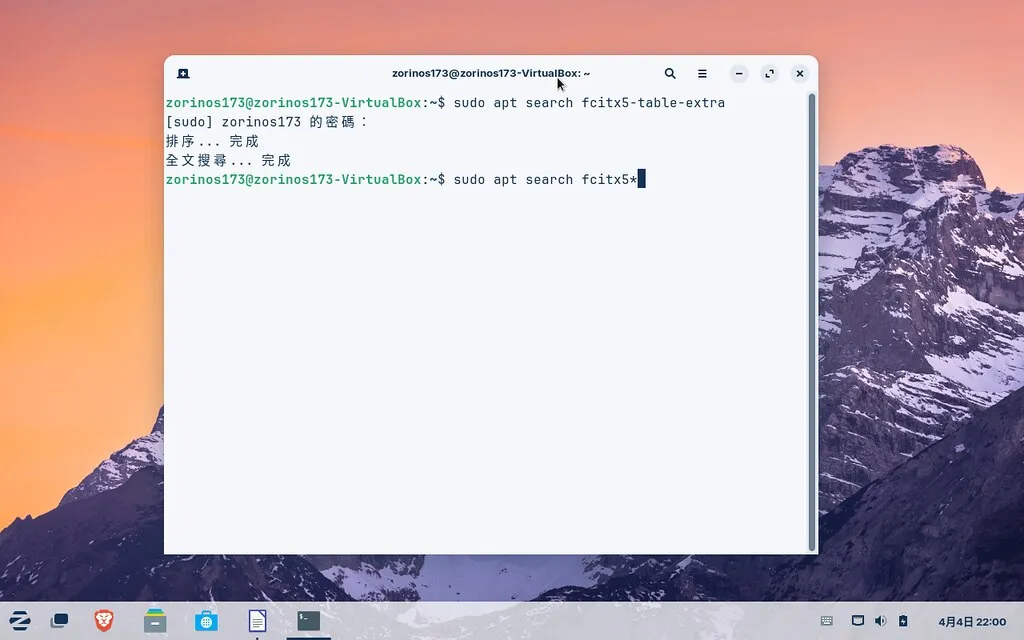 zorinos173@zorinos173-VirtualBox: ~
zorinos173@zorinos173-VirtualBox:~$ sudo apt search fcitx5-table-extra
[sudo] zorinos173 的密碼：
排序... 完成
全文搜尋... 完成
zorinos173@zorinos173-VirtualBox:~$ sudo apt search fcitx5*
4月4日 22:00